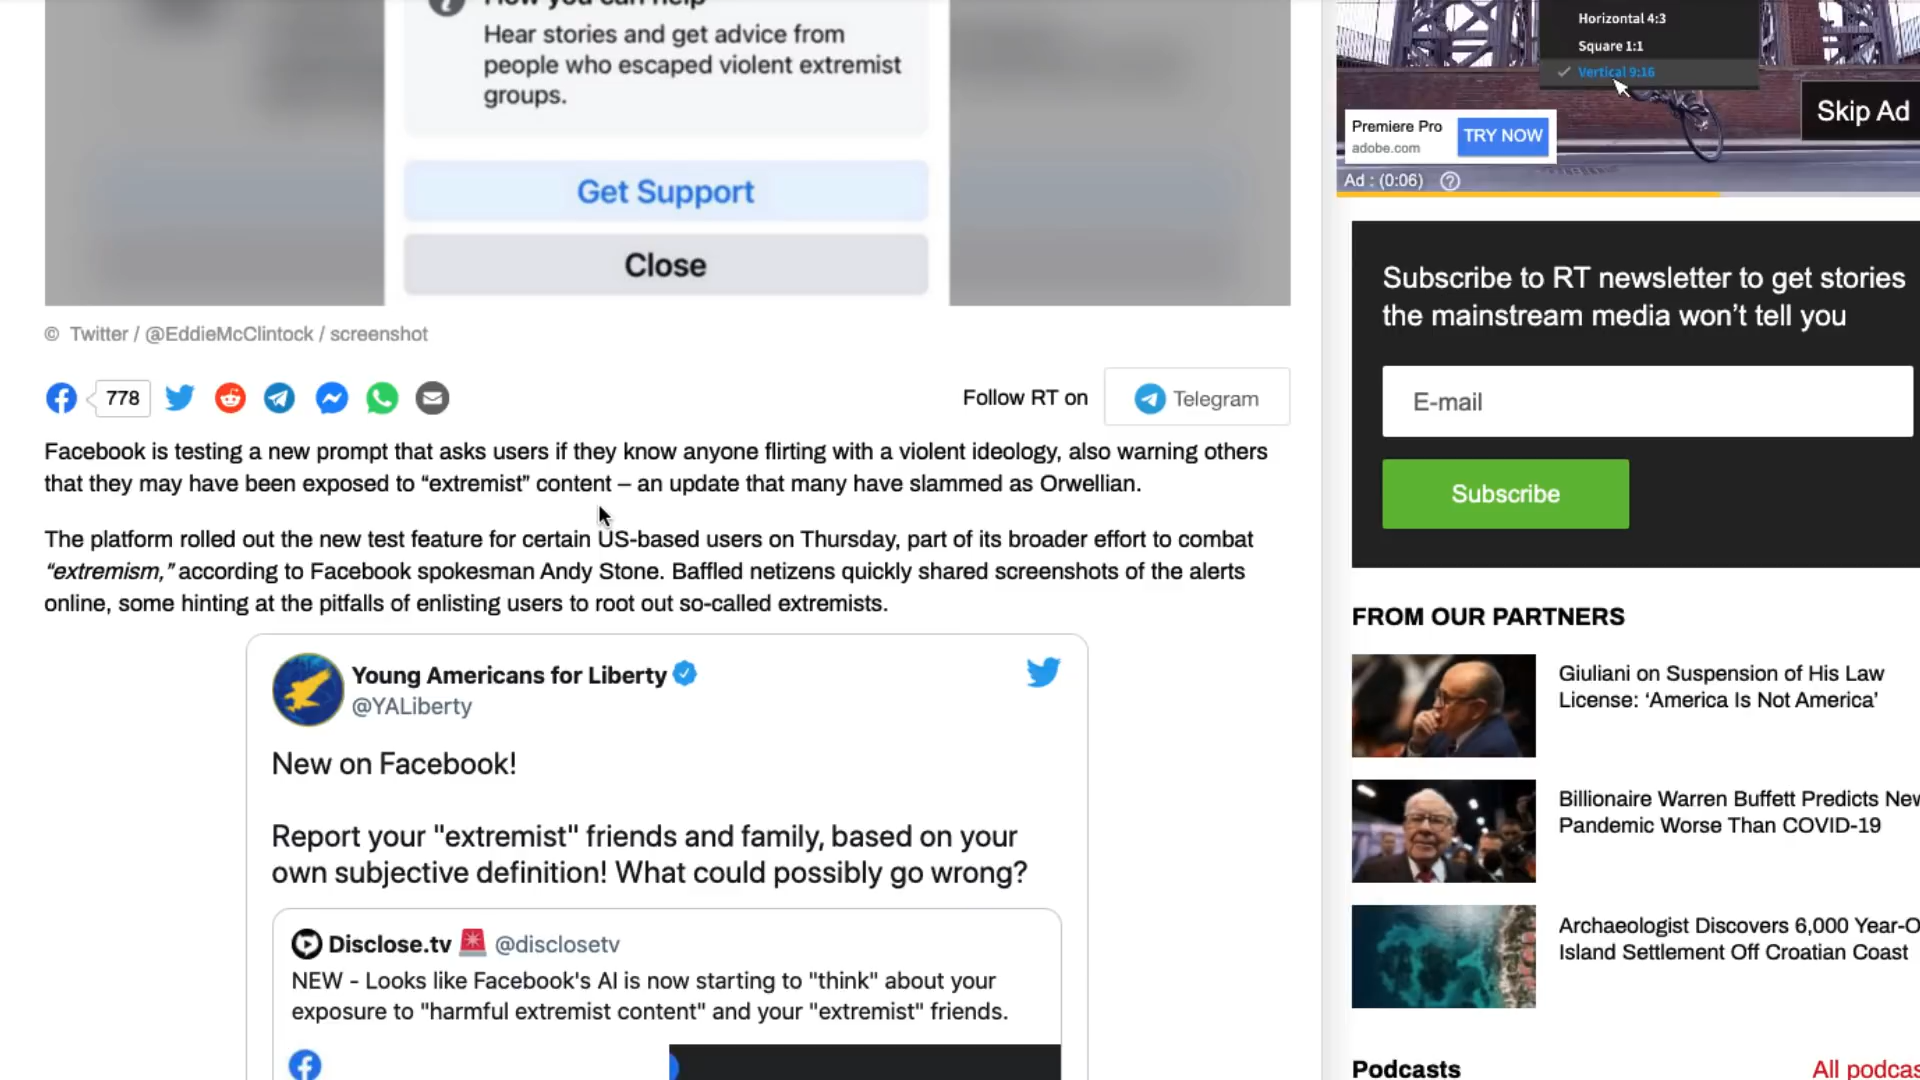 How you can help
Hear stories and get advice from
people who escaped violent extremist
groups.
Get Support
Close
© Twitter / @EddieMcClintock / screenshot
778
Follow RT on
Telegram
Facebook is testing a new prompt that asks users if they know anyone flirting with a violent ideology, also warning others
that they may have been exposed to “extremist” content – an update that many have slammed as Orwellian.
The platform rolled out the new test feature for certain US-based users on Thursday, part of its broader effort to combat
“extremism,” according to Facebook spokesman Andy Stone. Baffled netizens quickly shared screenshots of the alerts
online, some hinting at the pitfalls of enlisting users to root out so-called extremists.
Young Americans for Liberty
@YALiberty
New on Facebook!
Report your "extremist" friends and family, based on your
own subjective definition! What could possibly go wrong?
Disclose.tv @disclosetv
NEW - Looks like Facebook's AI is now starting to "think" about your
exposure to "harmful extremist content" and your "extremist" friends.
Horizontal 4:3
Square 1:1
Vertical 9:16
Skip Ad
Premiere Pro
adobe.com
TRY NOW
Ad : (0:06)
Subscribe to RT newsletter to get stories
the mainstream media won’t tell you
E-mail
Subscribe
FROM OUR PARTNERS
Giuliani on Suspension of His Law
License: ‘America Is Not America’
Billionaire Warren Buffett Predicts New
Pandemic Worse Than COVID-19
Archaeologist Discovers 6,000 Year-O
Island Settlement Off Croatian Coast
Podcasts
All podcas